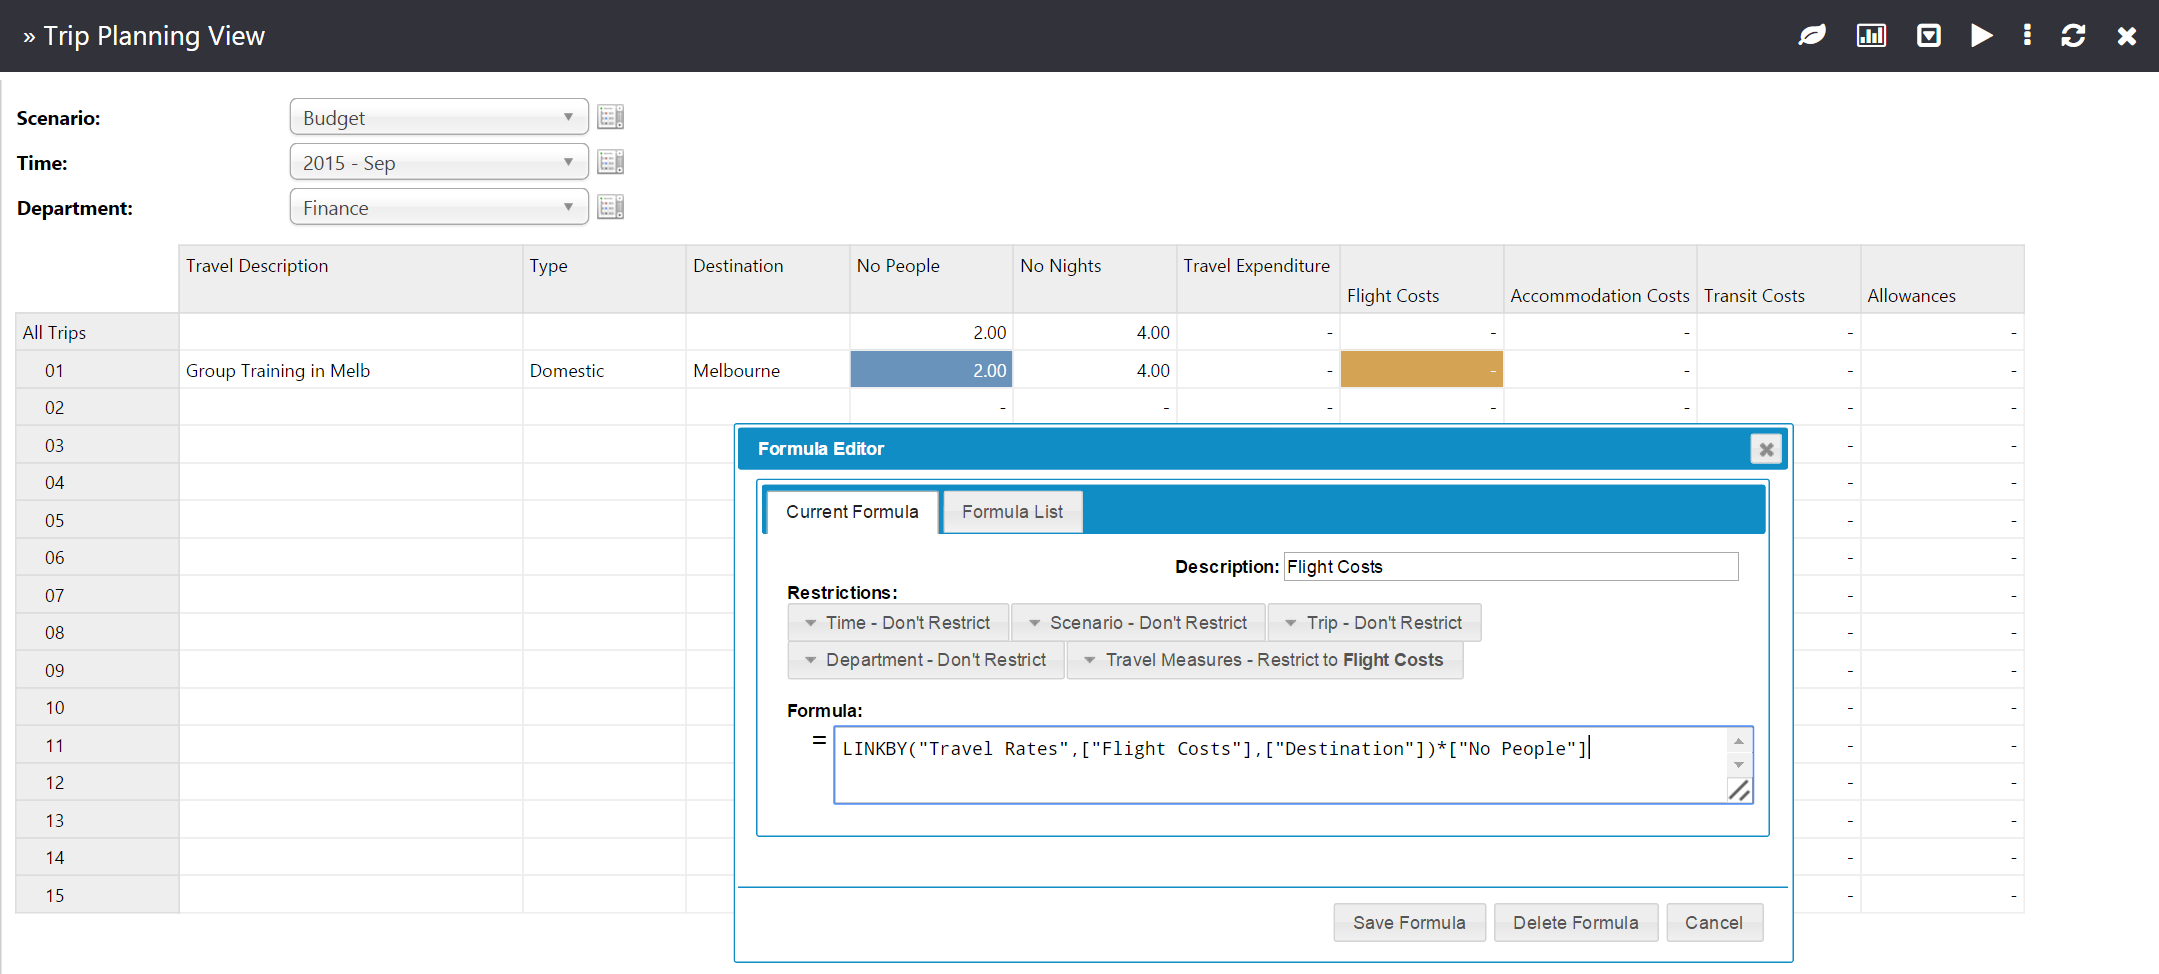 » Trip Planning View
Scenario: Budget
Time: 2015 - Sep
Department: Finance
Travel Description Type Destination No People No Nights Travel Expenditure
Flight Costs Accommodation Costs Transit Costs Allowances
All Trips 2.00 4.00 - - - - -
01 Group Training in Melb Domestic Melbourne 2.00 4.00 - - - - -
02 - - - - - - -
03 - -
Formula Editor
04 - -
05 - -
Current Formula Formula List
06 - -
Description: Flight Costs
07 - -
Restrictions:
08 - -
Time - Don't Restrict Scenario - Don't Restrict Trip - Don't Restrict
09 - -
Department - Don't Restrict Travel Measures - Restrict to Flight Costs
10 - -
Formula:
11 - -
= LINKBY("Travel Rates",["Flight Costs"],["Destination"])*["No People"]
12 - -
13 - -
14 - -
15 - -
Save Formula Delete Formula Cancel